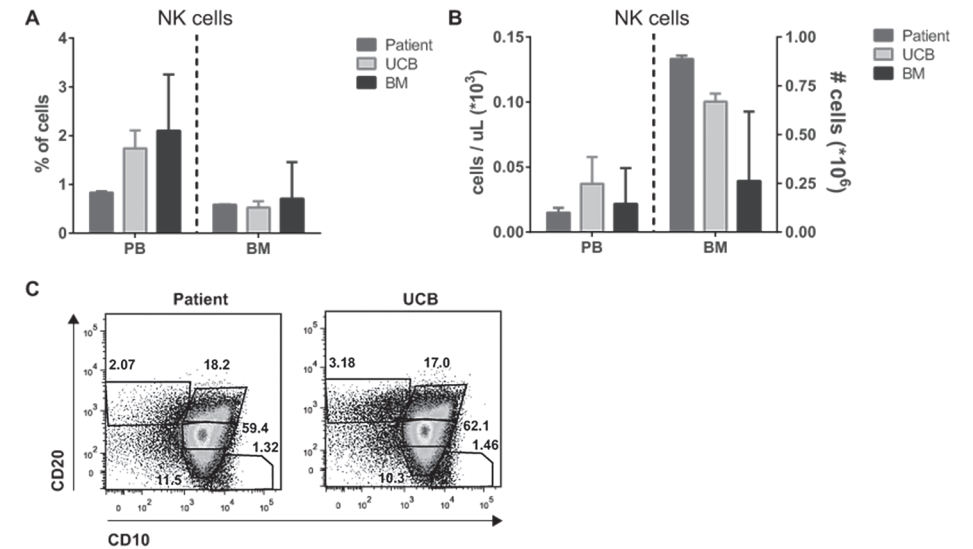 A
NK cells
% of cells
4
3
2
1
0
PB
BM
Patient
UCB
BM
B
NK cells
cells / uL (*10³)
0.15
0.10
0.05
0.00
PB
BM
1.00
0.75
0.50
0.25
0.00
# cells (*10⁶)
Patient
UCB
BM
C
Patient
CD20
10⁵
10⁴
10³
10²
0
2.07
18.2
59.4
1.32
11.5
0 10² 10³ 10⁴ 10⁵
UCB
10⁵
10⁴
10³
10²
0
3.18
17.0
62.1
1.46
10.3
0 10² 10³ 10⁴ 10⁵
CD10